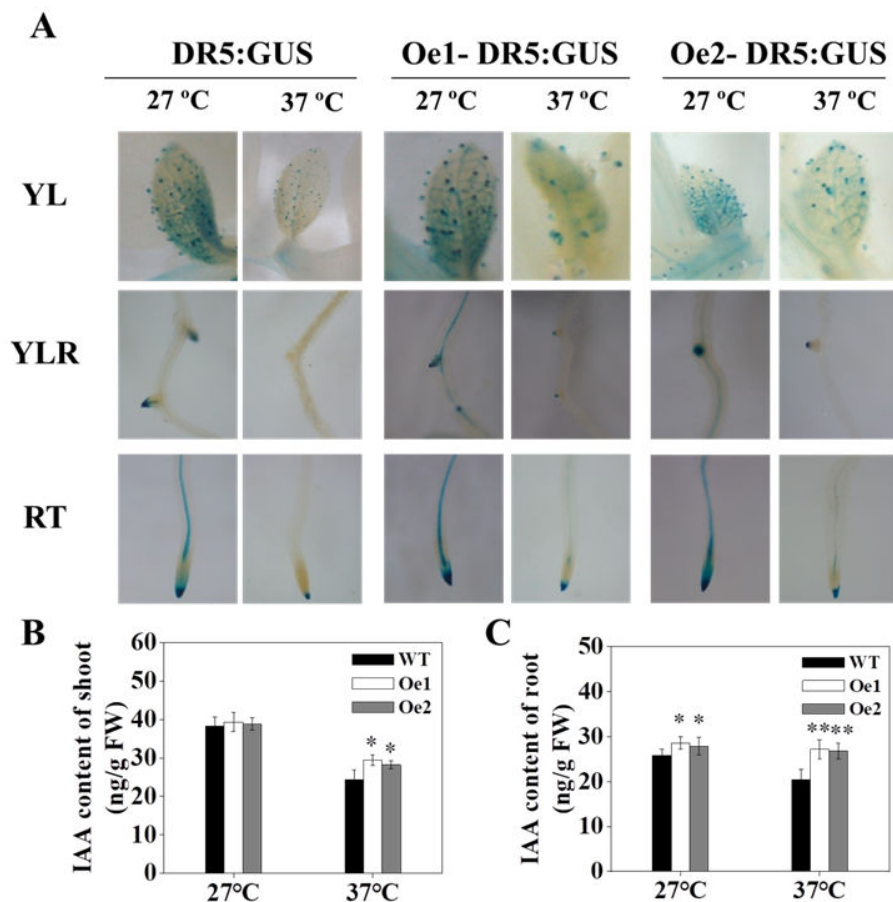 A
DR5:GUS Oe1- DR5:GUS Oe2- DR5:GUS
27 ºC 37 ºC 27 ºC 37 ºC 27 ºC 37 ºC
YL
YLR
RT
B
IAA content of shoot
(ng/g FW)
60
50
40
30
20
10
0
WT
Oe1
Oe2
* *
27°C 37°C
C
IAA content of root
(ng/g FW)
50
40
30
20
10
0
WT
Oe1
Oe2
* * ** **
27°C 37°C